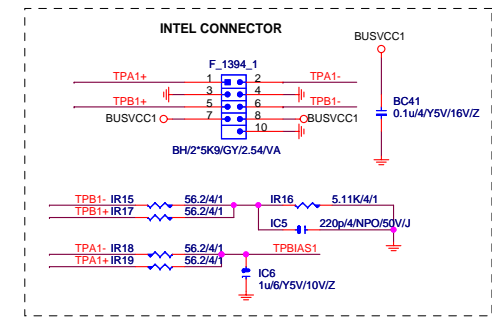 INTEL CONNECTOR
BUSVCC1
F_1394_1
TPA1+ 1 2 TPA1-
3 4
TPB1+ 5 6 TPB1-
BUSVCC1 7 8 BUSVCC1
10
BH/2*5K9/GY/2.54/VA
BC41
0.1u/4/Y5V/16V/Z
TPB1- IR15 56.2/4/1 IR16 5.11K/4/1
TPB1+ IR17 56.2/4/1
IC5 220p/4/NPO/50V/J
TPA1- IR18 56.2/4/1 TPBIAS1
TPA1+ IR19 56.2/4/1
IC6
1u/6/Y5V/10V/Z